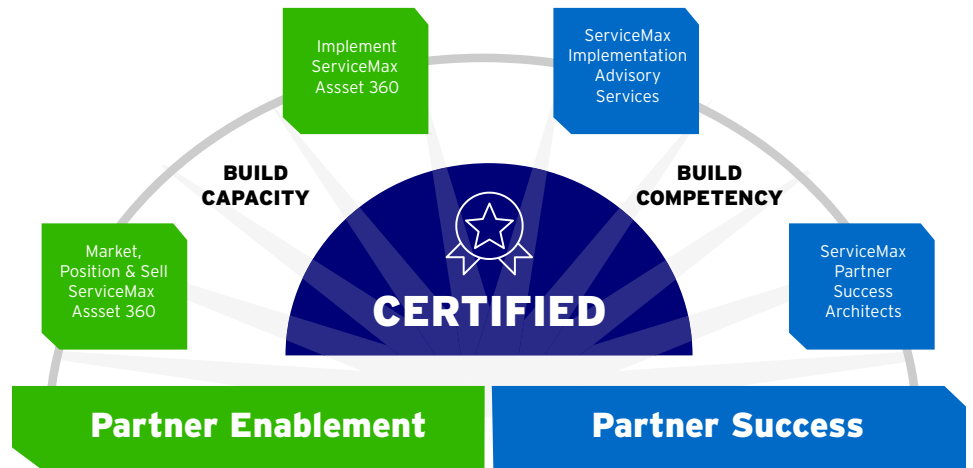 Implement
ServiceMax
Assset 360
ServiceMax
Implementation
Advisory
Services
BUILD
CAPACITY
BUILD
COMPETENCY
Market,
Position & Sell
ServiceMax
Assset 360
CERTIFIED
ServiceMax
Partner
Success
Architects
Partner Enablement
Partner Success